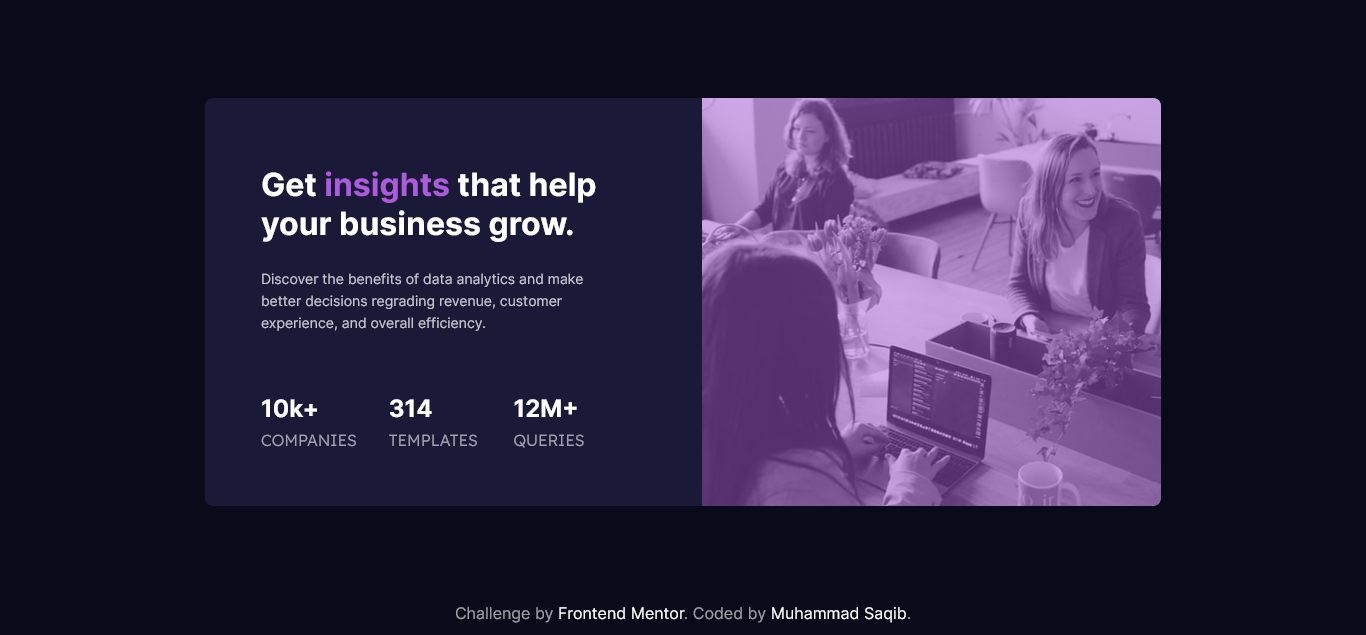 Get insights that help
your business grow.
Discover the benefits of data analytics and make
better decisions regrading revenue, customer
experience, and overall efficiency.
10k+ 314 12M+
COMPANIES TEMPLATES QUERIES
Challenge by Frontend Mentor. Coded by Muhammad Saqib.